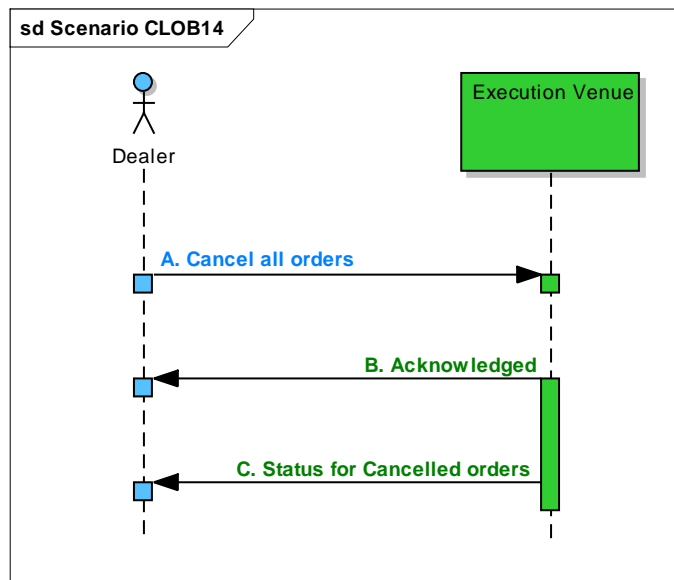 sd Scenario CLOB14
Dealer
Execution Venue
A. Cancel all orders
B. Acknowledged
C. Status for Cancelled orders